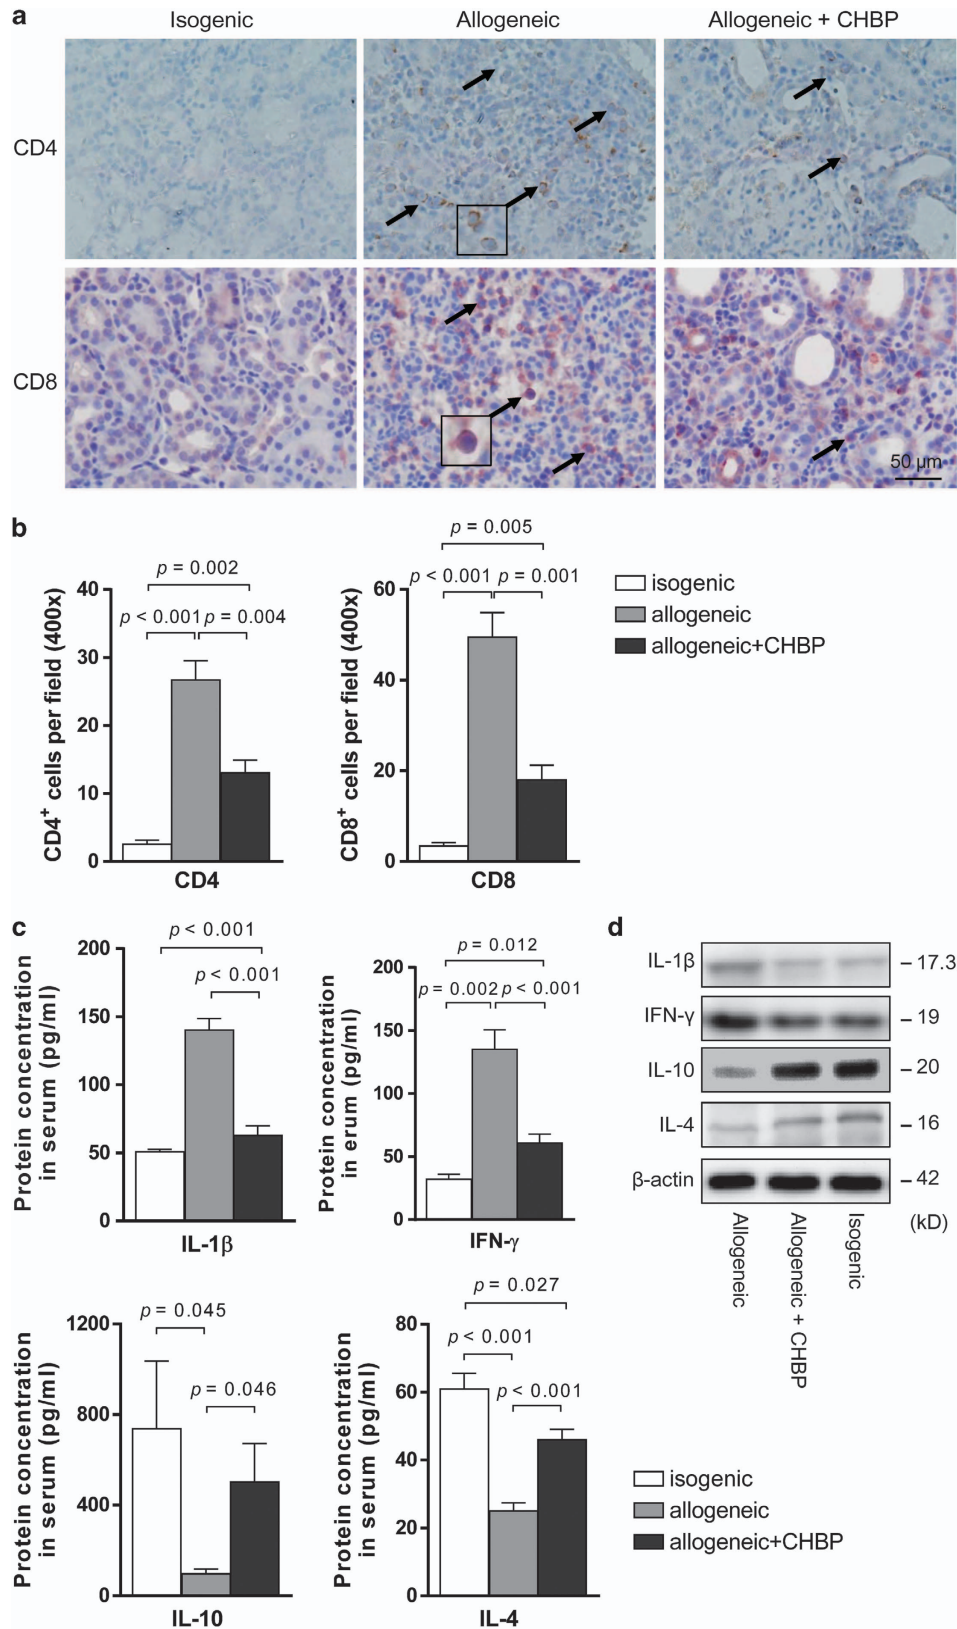 a
Isogenic
Allogeneic
Allogeneic + CHBP
CD4
CD8
50 µm
b
p = 0.002
p < 0.001
p = 0.004
40
30
20
10
0
CD4+ cells per field (400x)
CD4
p = 0.005
p < 0.001
p = 0.001
60
40
20
0
CD8+ cells per field (400x)
CD8
isogenic
allogeneic
allogeneic+CHBP
c
p < 0.001
p < 0.001
200
150
100
50
0
Protein concentration
in serum (pg/ml)
IL-1β
p = 0.012
p = 0.002
p < 0.001
200
150
100
50
0
Protein concentration
in erum (pg/ml)
IFN-γ
p = 0.045
p = 0.046
1200
800
400
0
Protein concentration
in serum (pg/ml)
IL-10
p = 0.027
p < 0.001
p < 0.001
80
60
40
20
0
Protein concentration
in serum (pg/ml)
IL-4
isogenic
allogeneic
allogeneic+CHBP
d
IL-1β
– 17.3
IFN-γ
– 19
IL-10
– 20
IL-4
– 16
β-actin
– 42
(kD)
Allogeneic
Allogeneic + CHBP
Isogenic